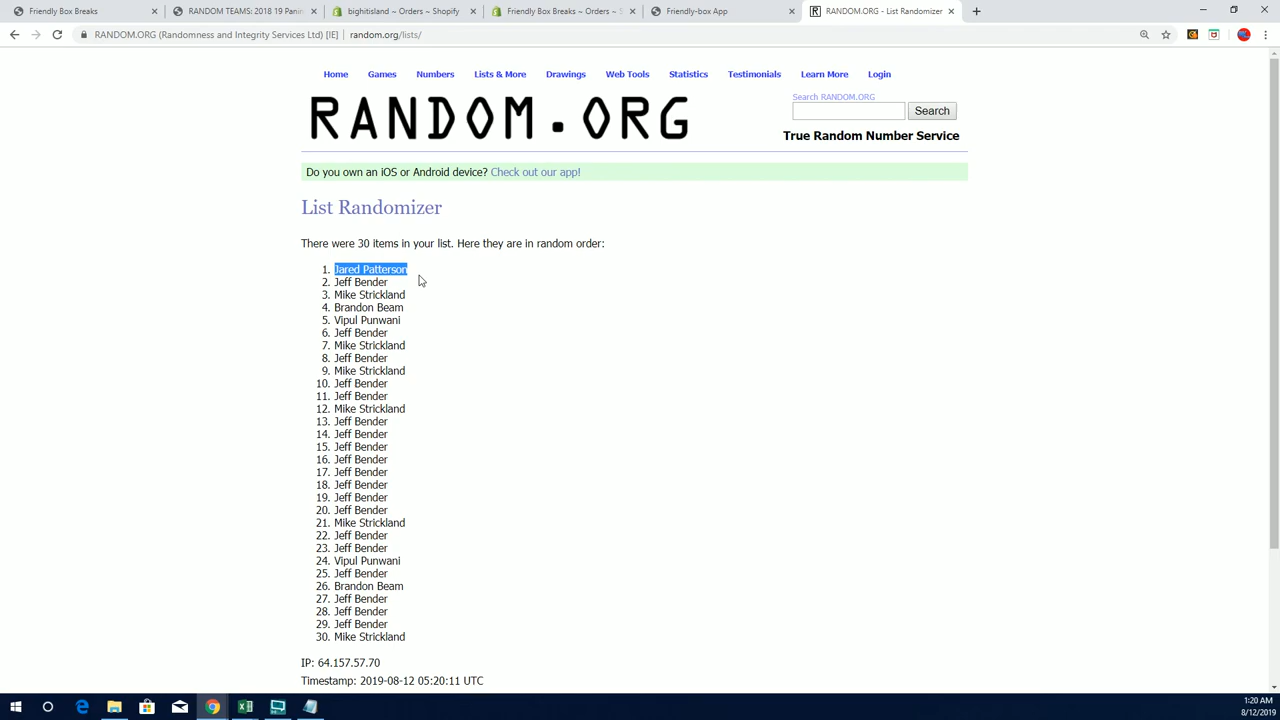 Friendly Box Breaks
RANDOM TEAMS: 2018 19 Panin
bightisland ~ Orders ~ Shopify
Friendly Box Breaks ~ Orders ~ S
Friendly-box App
RANDOM.ORG - List Randomizer
RANDOM.ORG (Randomness and Integrity Services Ltd) [IE] | random.org/lists/
Home Games Numbers Lists & More Drawings Web Tools Statistics Testimonials Learn More Login
RANDOM.ORG
Search RANDOM.ORG
Search
True Random Number Service
Do you own an iOS or Android device? Check out our app!
List Randomizer
There were 30 items in your list. Here they are in random order:
1. Jared Patterson
2. Jeff Bender
3. Mike Strickland
4. Brandon Beam
5. Vipul Punwani
6. Jeff Bender
7. Mike Strickland
8. Jeff Bender
9. Mike Strickland
10. Jeff Bender
11. Jeff Bender
12. Mike Strickland
13. Jeff Bender
14. Jeff Bender
15. Jeff Bender
16. Jeff Bender
17. Jeff Bender
18. Jeff Bender
19. Jeff Bender
20. Jeff Bender
21. Mike Strickland
22. Jeff Bender
23. Jeff Bender
24. Vipul Punwani
25. Jeff Bender
26. Brandon Beam
27. Jeff Bender
28. Jeff Bender
29. Jeff Bender
30. Mike Strickland
IP: 64.157.57.70
Timestamp: 2019-08-12 05:20:11 UTC
1:20 AM
8/12/2019